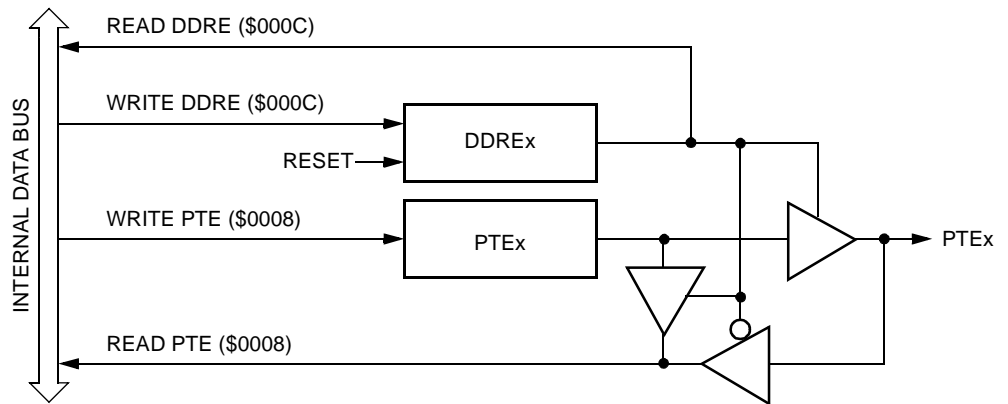 READ DDRE ($000C)
WRITE DDRE ($000C)
DDREx
RESET
INTERNAL DATA BUS
WRITE PTE ($0008)
PTEx
PTEx
READ PTE ($0008)